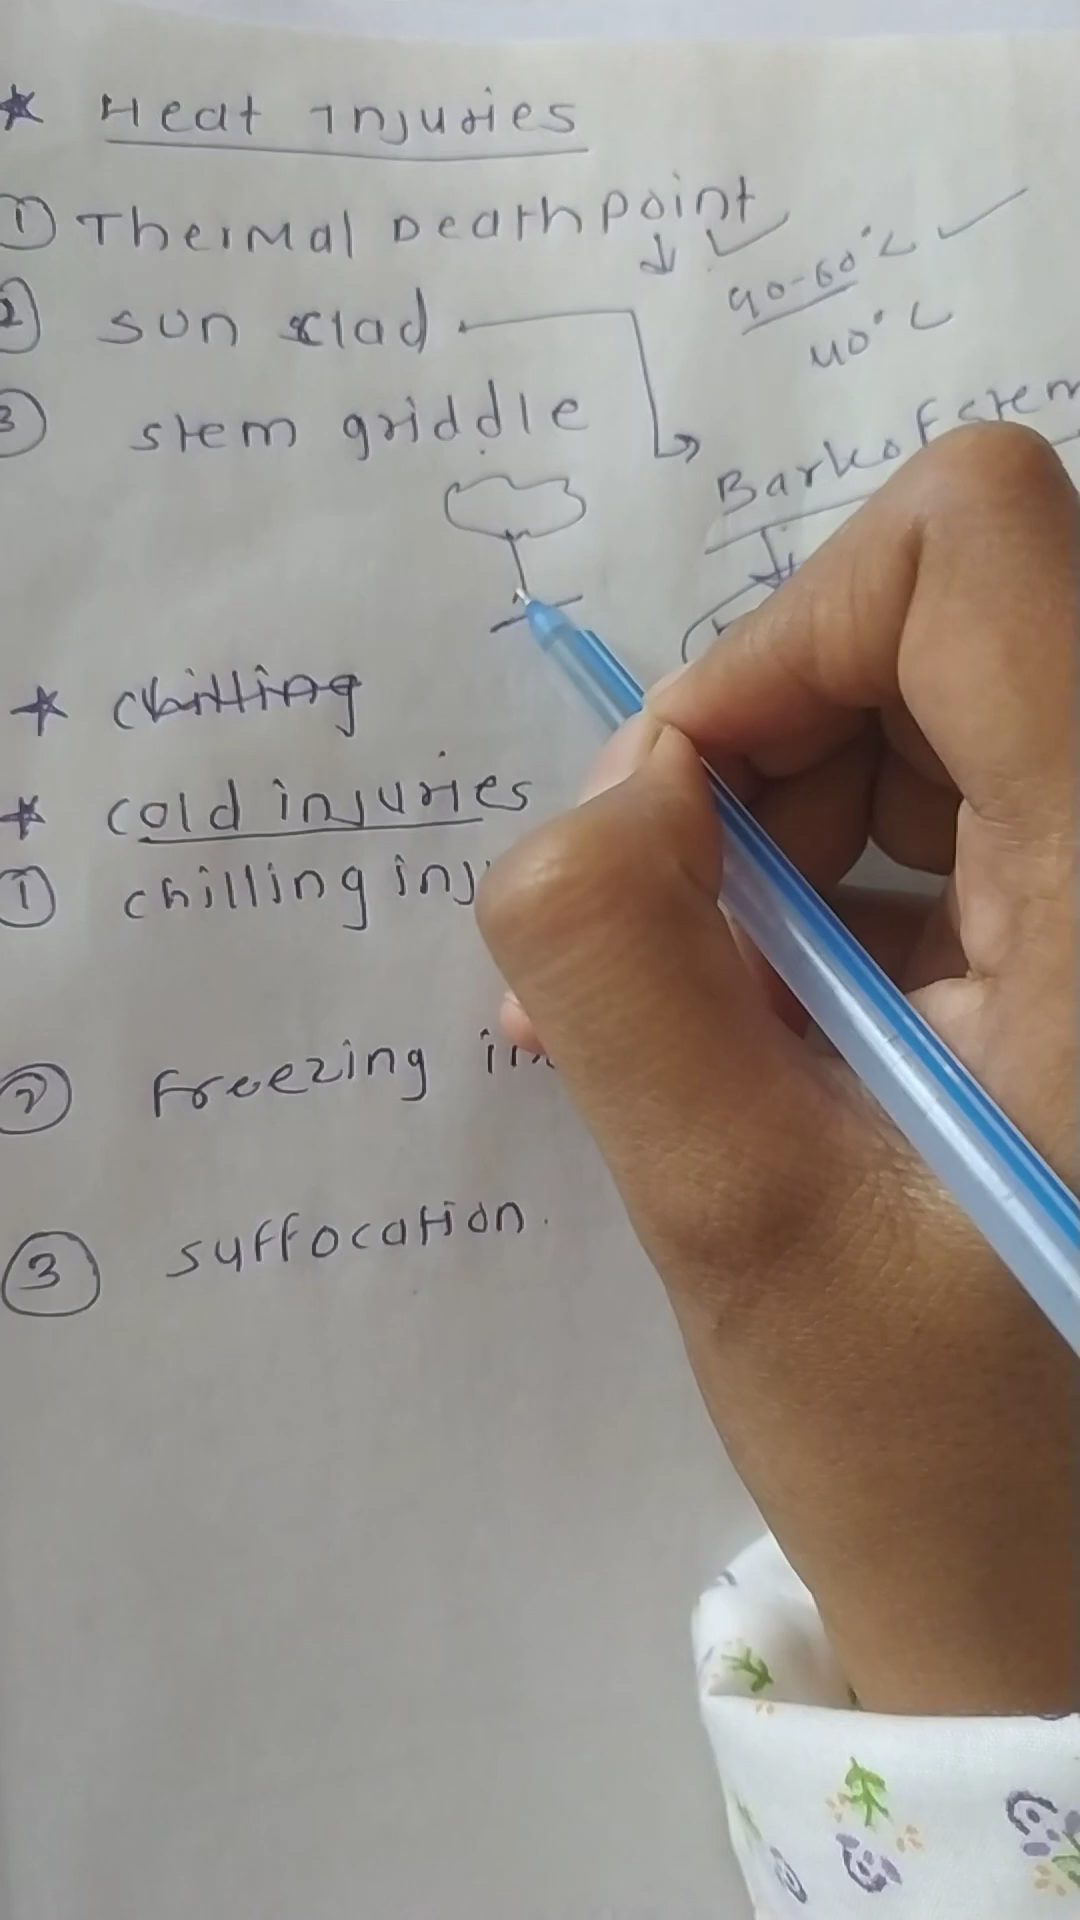 * Heat injuries
① Thermal Death point
90-60°C
② sun sclad
40°C
③ stem griddle
Bark of stem
* chilling
* cold injuries
① chilling inj
② Freezing in
③ suffocation.